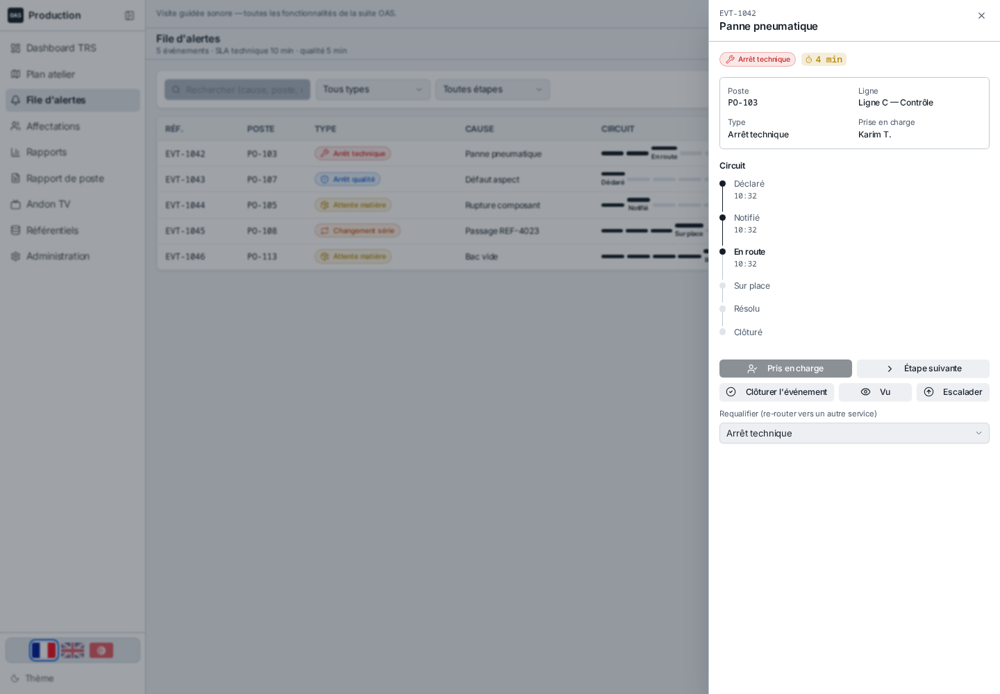 OAS Production
Dashboard TRS
Plan atelier
File d'alertes
Affectations
Rapports
Rapport de poste
Andon TV
Référentiels
Administration
Thème
Visite guidée sonore — toutes les fonctionnalités de la suite OAS.
File d'alertes
5 événements · SLA technique 10 min · qualité 5 min
Rechercher (cause, poste,
Tous types
Toutes étapes
RÉF. POSTE TYPE CAUSE CIRCUIT
EVT-1042 PO-103 Arrêt technique Panne pneumatique En route
EVT-1043 PO-107 Arrêt qualité Défaut aspect Déclaré
EVT-1044 PO-105 Attente matière Rupture composant Notifié
EVT-1045 PO-108 Changement série Passage REF-4023 Sur place
EVT-1046 PO-113 Attente matière Bac vide
EVT-1042
Panne pneumatique
Arrêt technique 4 min
Poste Ligne
PO-103 Ligne C — Contrôle
Type Prise en charge
Arrêt technique Karim T.
Circuit
Déclaré
10:32
Notifié
10:32
En route
10:32
Sur place
Résolu
Clôturé
Pris en charge Étape suivante
Clôturer l'événement Vu Escalader
Requalifier (re-router vers un autre service)
Arrêt technique